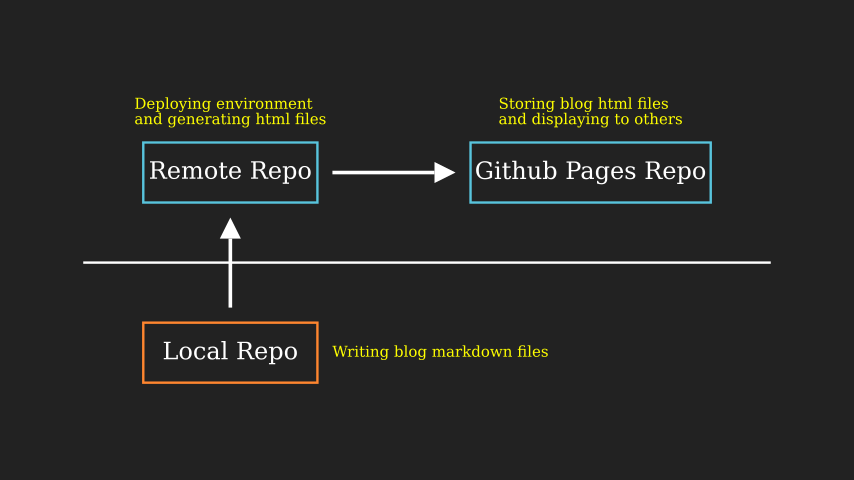 Deploying environment
and generating html files
Storing blog html files
and displaying to others
Remote Repo
Github Pages Repo
Local Repo
Writing blog markdown files